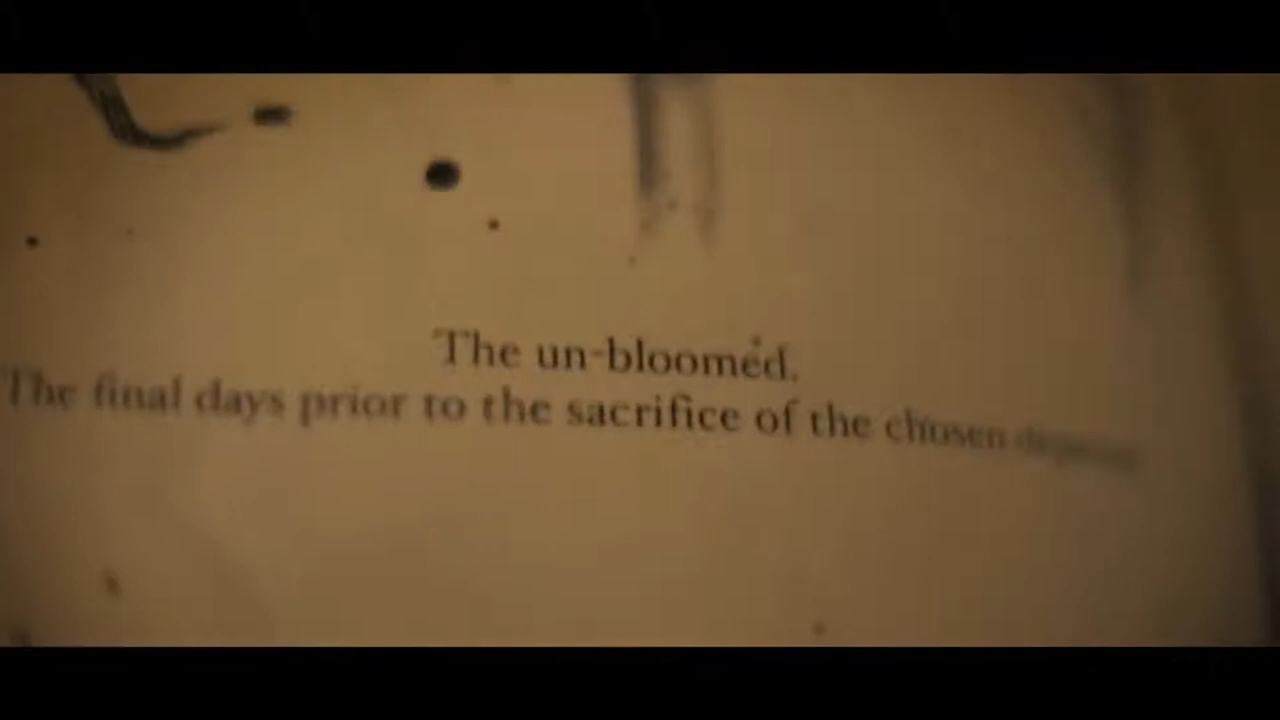 The un-bloomed.
The final days prior to the sacrifice of the chosen